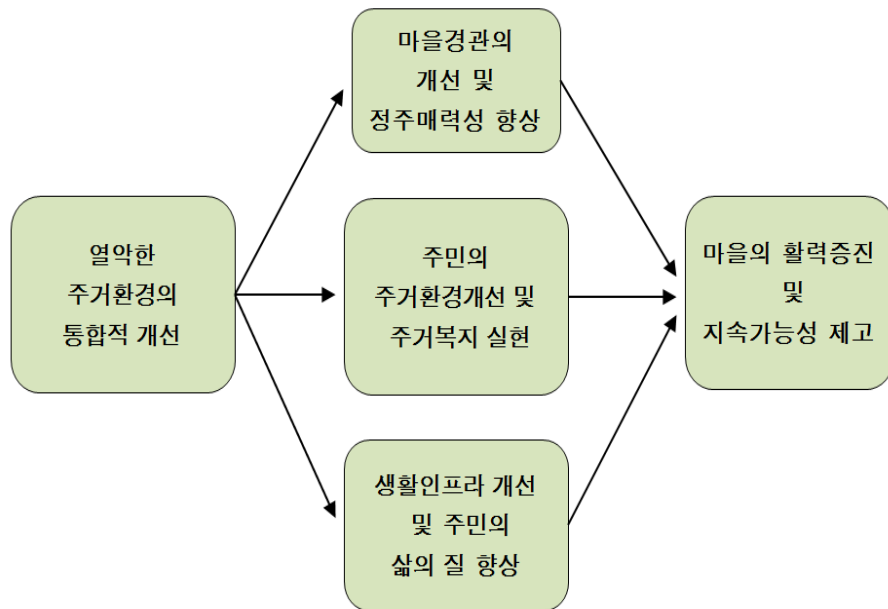 마을경관의
개선 및
정주매력성 향상
열악한
주거환경의
통합적 개선
주민의
주거환경개선 및
주거복지 실현
마을의 활력증진
및
지속가능성 제고
생활인프라 개선
및 주민의
삶의 질 향상